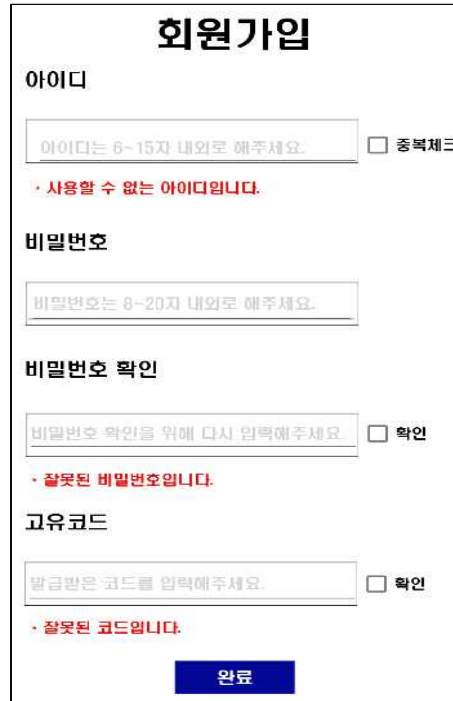 회원가입
아이디
아이디는 6~15자 내외로 해주세요.
중복체크
· 사용할 수 없는 아이디입니다.
비밀번호
비밀번호는 8~20자 내외로 해주세요.
비밀번호 확인
비밀번호 확인을 위해 다시 입력해주세요.
확인
· 잘못된 비밀번호입니다.
고유코드
발급받은 코드를 입력해주세요.
확인
· 잘못된 코드입니다.
완료